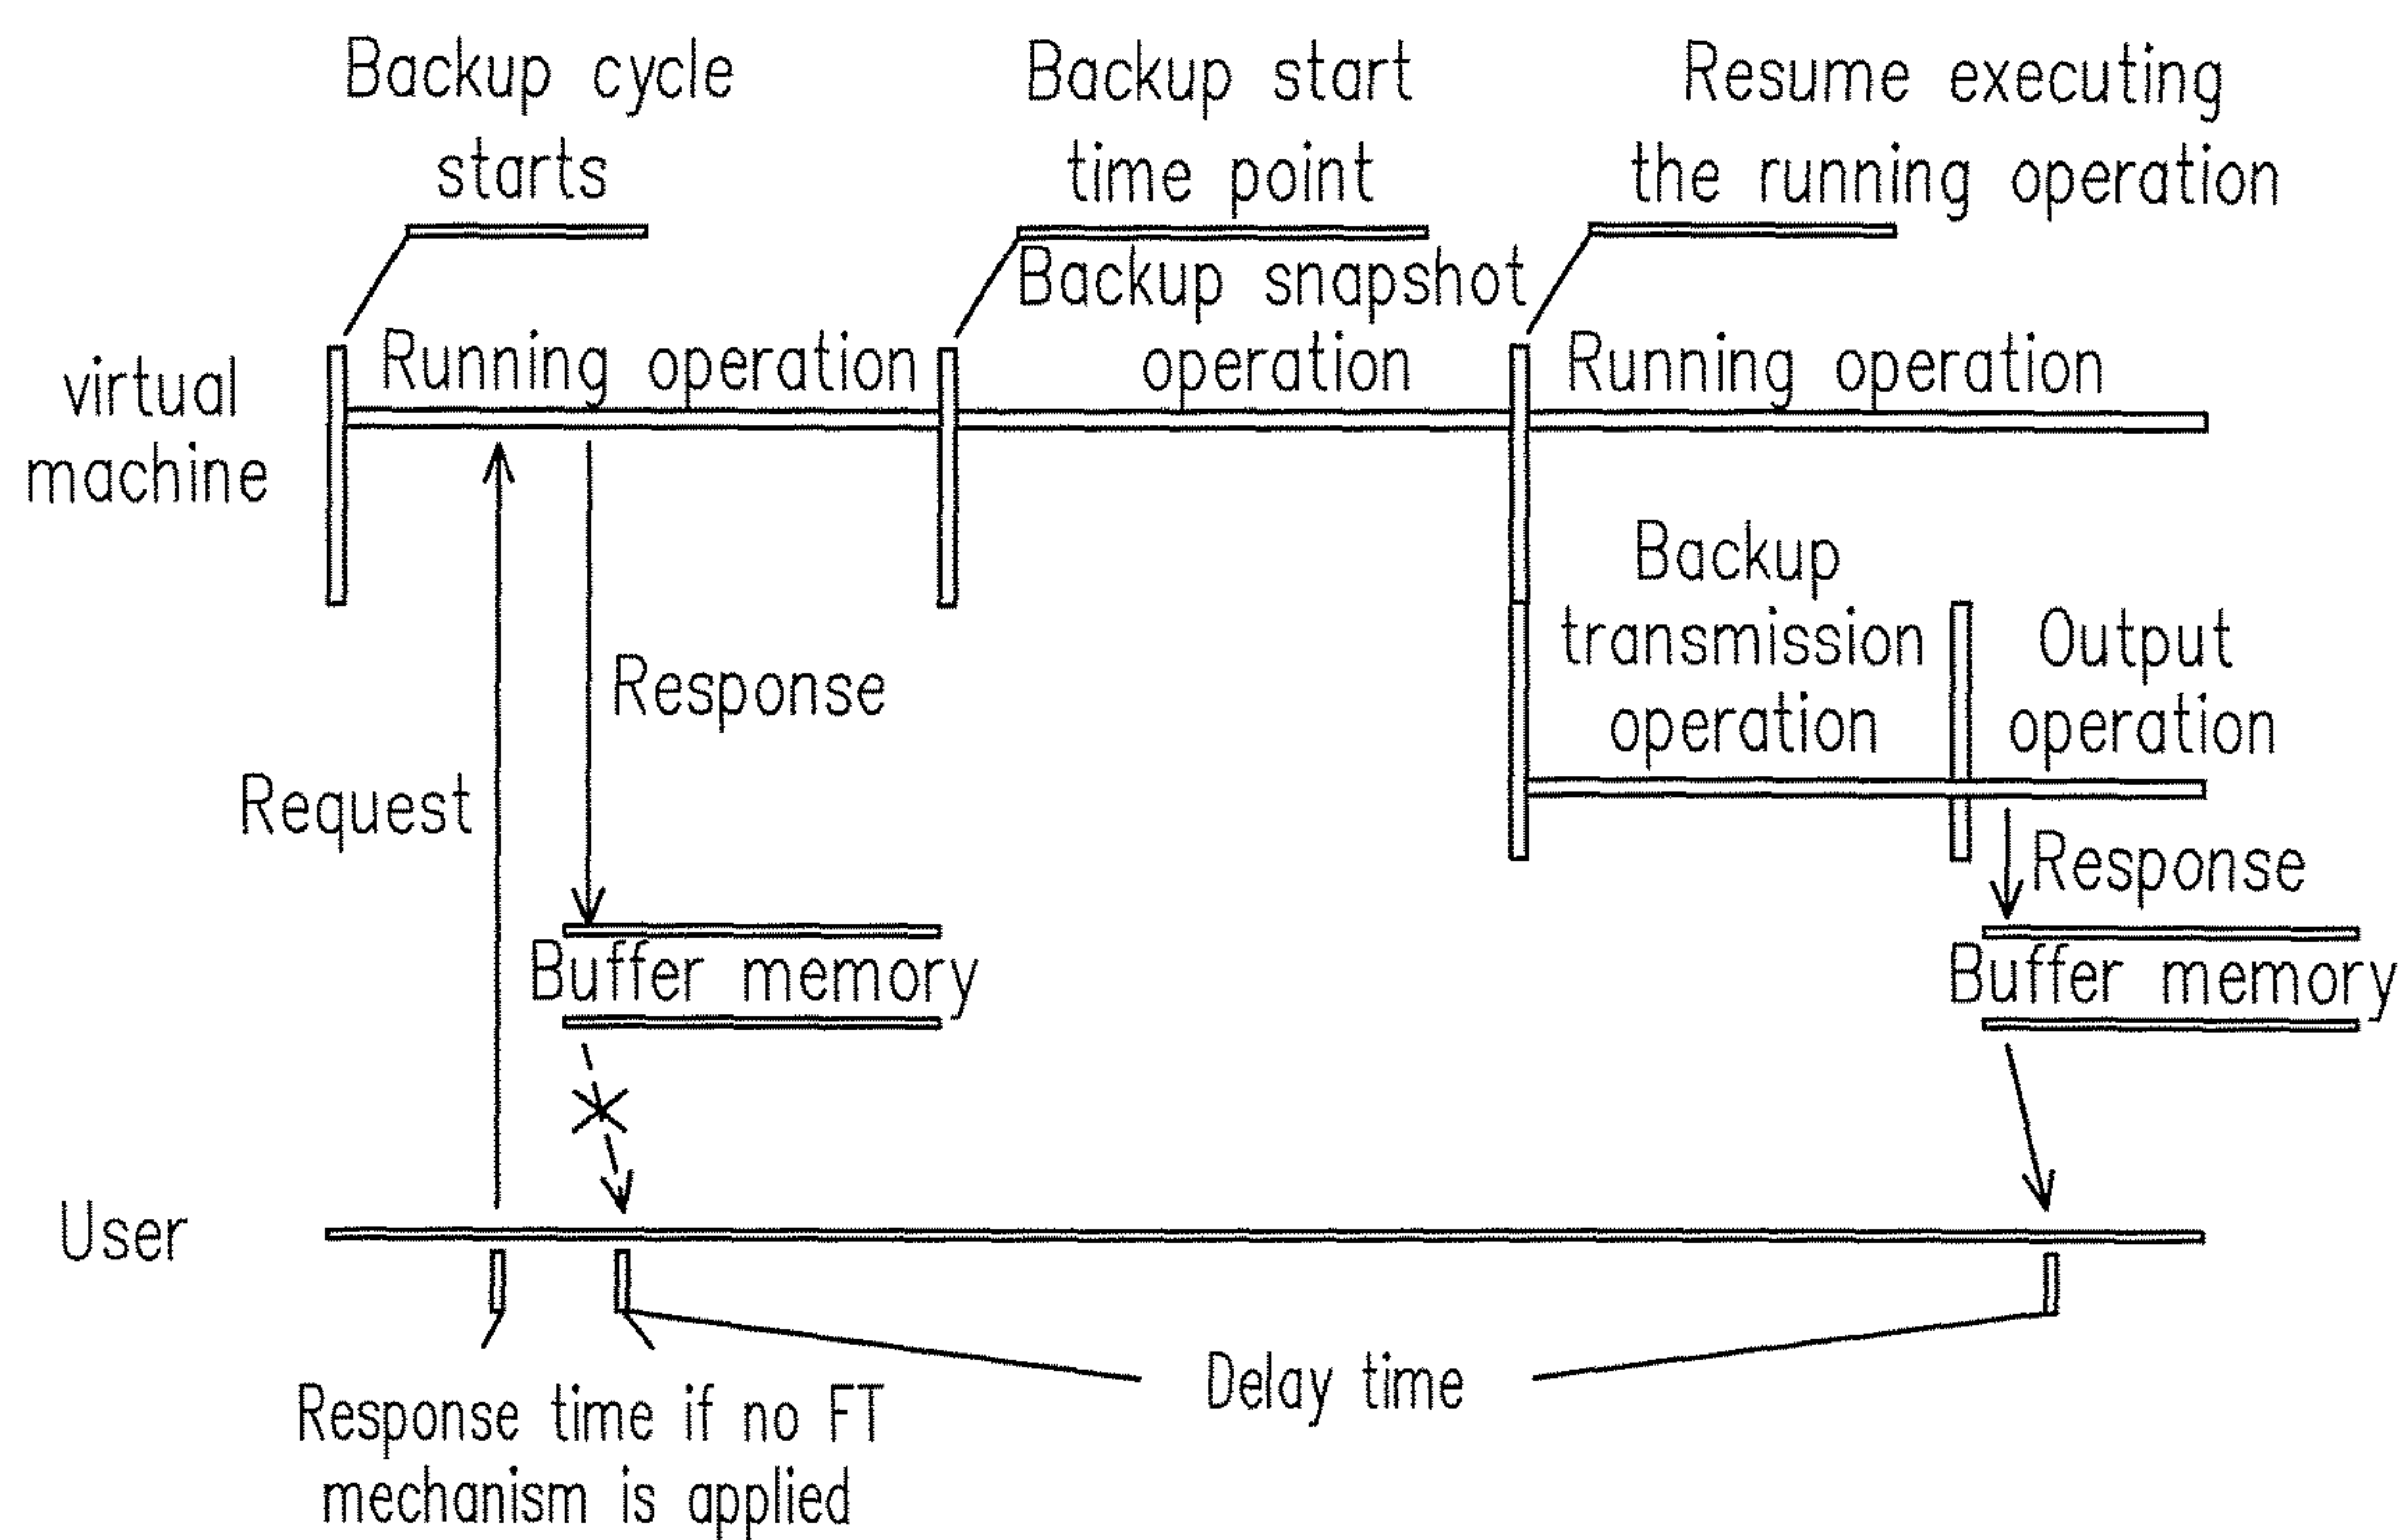 Backup cycle
starts
Backup start
time point
Resume executing
the running operation
virtual
machine
Running operation
Backup snapshot
operation
Running operation
Request
Response
Backup
transmission
operation
Output
operation
Response
Buffer memory
Buffer memory
User
Response time if no FT
mechanism is applied
Delay time